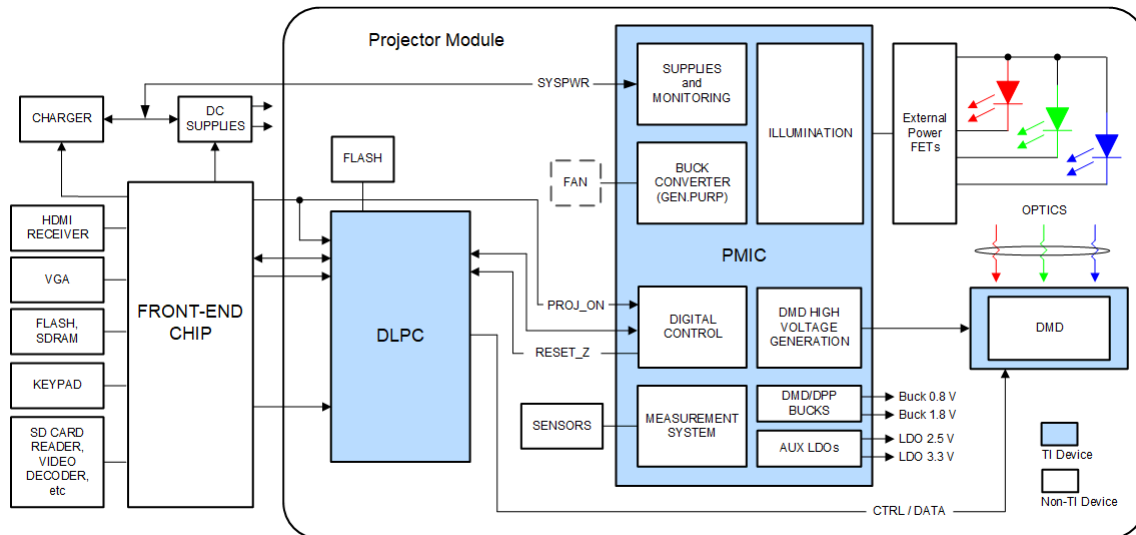 Projector Module
SYSPWR
SUPPLIES
and
MONITORING
ILLUMINATION
External
Power
FETs
CHARGER
DC
SUPPLIES
FLASH
FAN
BUCK
CONVERTER
(GEN.PURP)
HDMI
RECEIVER
VGA
FLASH,
SDRAM
KEYPAD
SD CARD
READER,
VIDEO
DECODER,
etc
FRONT-END
CHIP
DLPC
PMIC
OPTICS
PROJ_ON
RESET_Z
DIGITAL
CONTROL
DMD HIGH
VOLTAGE
GENERATION
DMD
SENSORS
MEASUREMENT
SYSTEM
DMD/DPP
BUCKS
Buck 0.8 V
Buck 1.8 V
AUX LDOs
LDO 2.5 V
LDO 3.3 V
CTRL / DATA
TI Device
Non-TI Device